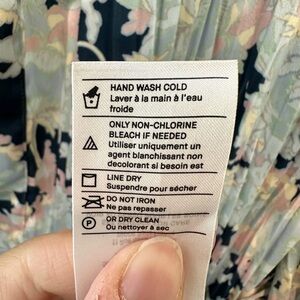 HAND WASH COLD
Laver à la main à l'eau
froide
ONLY NON-CHLORINE
BLEACH IF NEEDED
Utiliser uniquement un
agent blanchissant non
decolorant si besoin est
LINE DRY
Suspendre pour sécher
DO NOT IRON
Ne pas repasser
P
OR DRY CLEAN
Ou nettoyer à sec